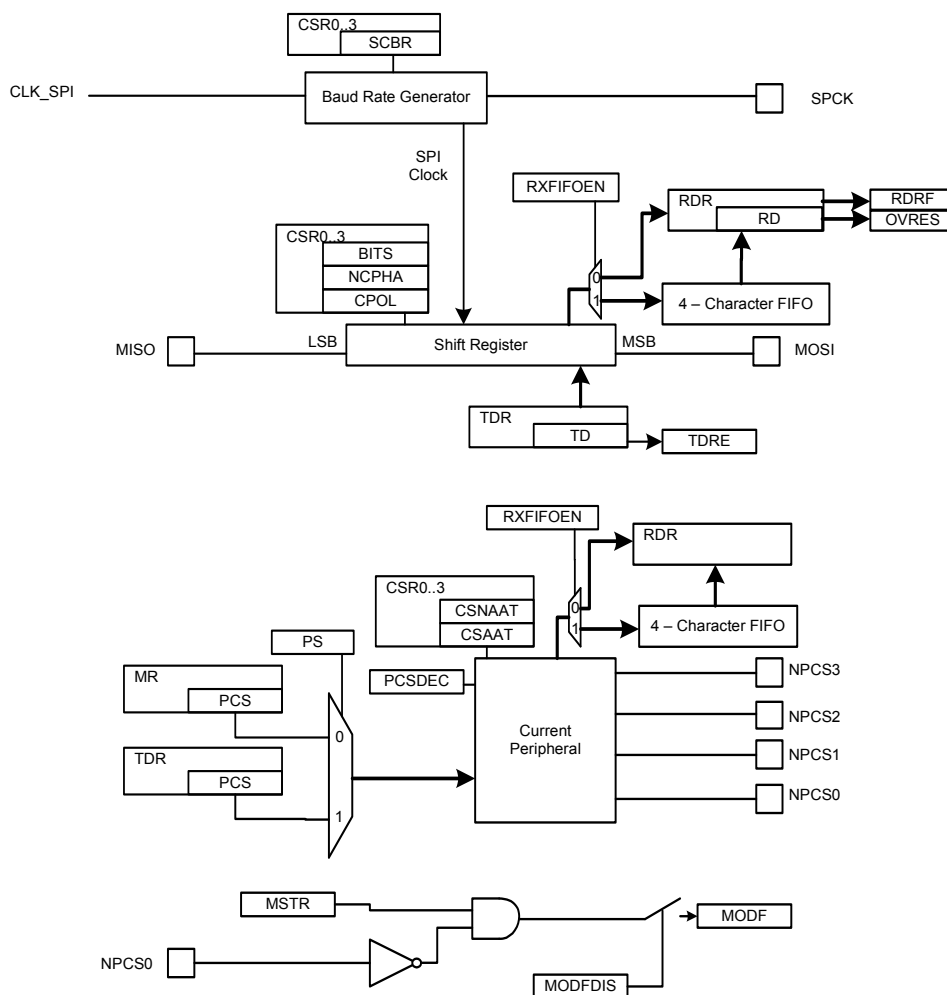 CSR0..3
SCBR
CLK_SPI
Baud Rate Generator
SPCK
SPI
Clock
RXFIFOEN
RDR
RD
RDRF
OVRES
CSR0..3
BITS
NCPHA
CPOL
0
1
4 – Character FIFO
MISO
LSB
Shift Register
MSB
MOSI
TDR
TD
TDRE
RXFIFOEN
RDR
CSR0..3
CSNAAT
CSAAT
0
1
4 – Character FIFO
PS
PCSDEC
NPCS3
MR
PCS
NPCS2
Current
Peripheral
0
TDR
PCS
NPCS1
NPCS0
1
MSTR
MODF
NPCS0
MODFDIS